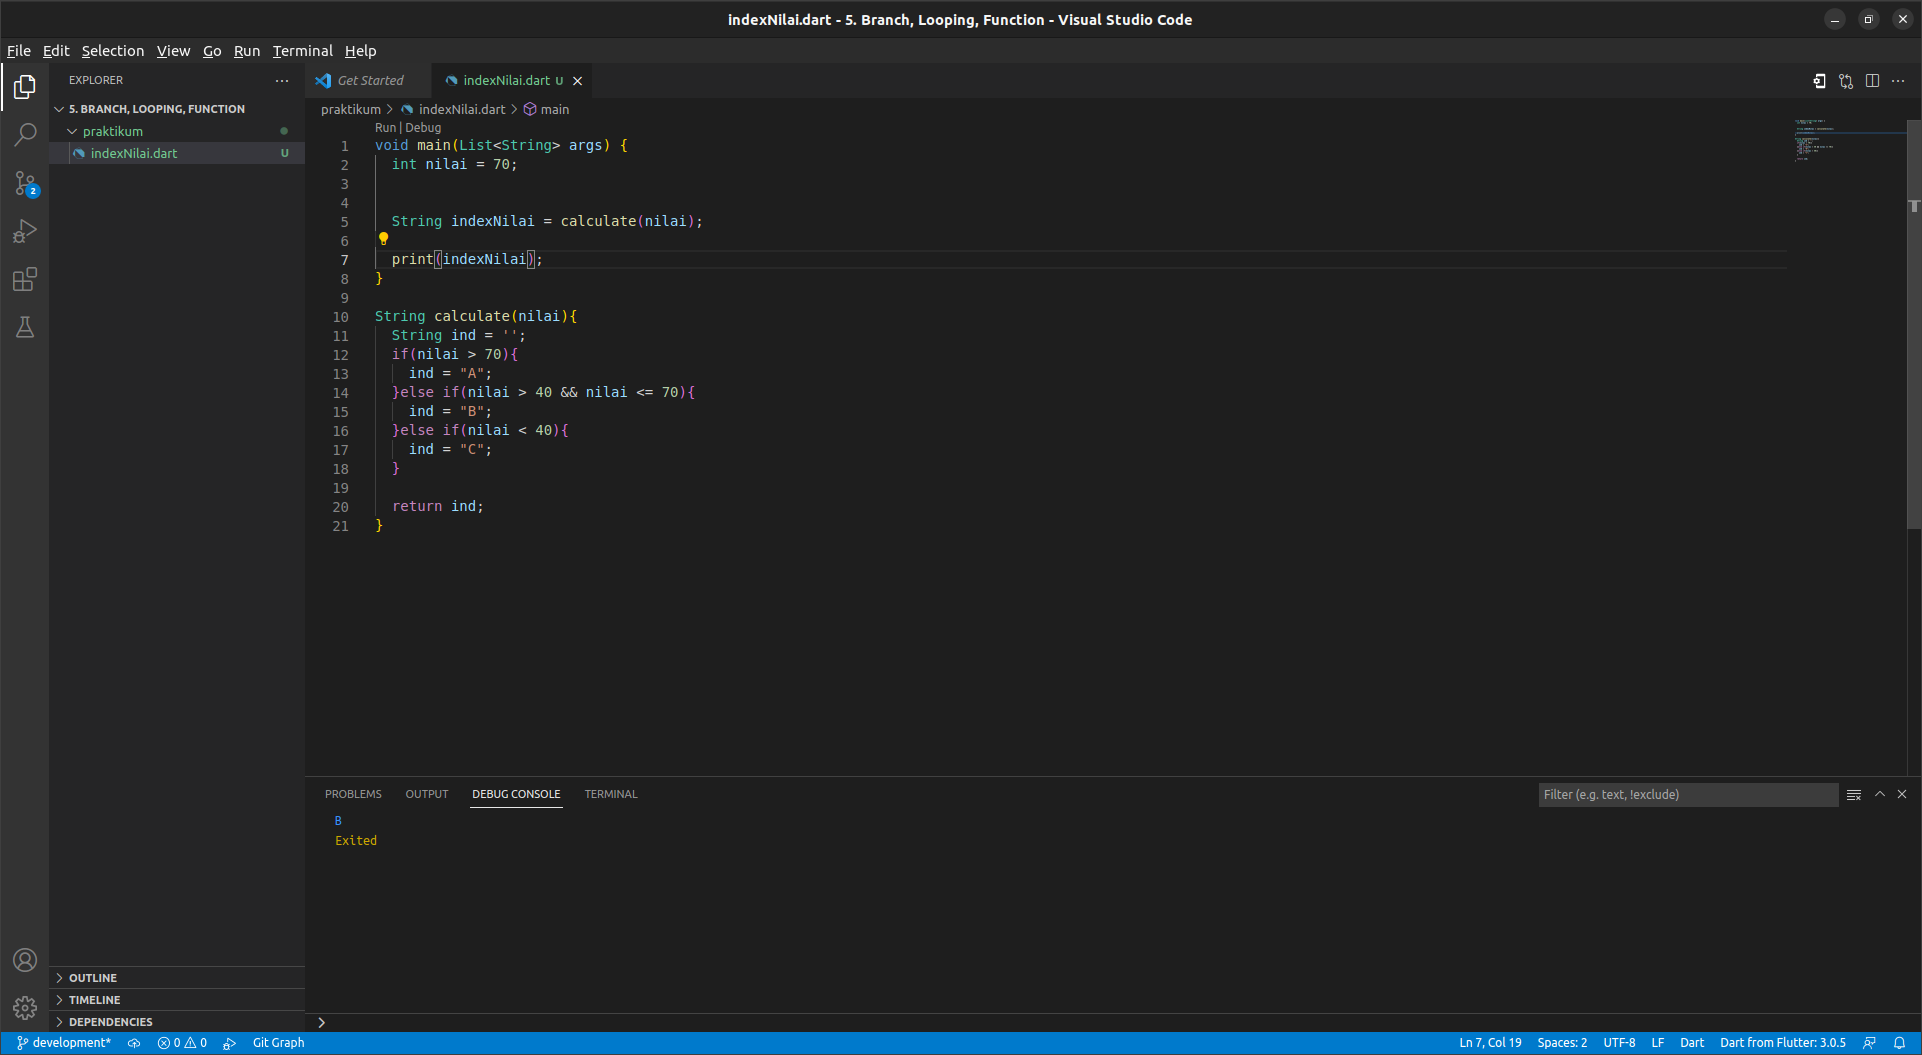 indexNilai.dart - 5. Branch, Looping, Function - Visual Studio Code
File Edit Selection View Go Run Terminal Help
EXPLORER
5. BRANCH, LOOPING, FUNCTION
praktikum
indexNilai.dart U
2
Get Started
indexNilai.dart U
praktikum > indexNilai.dart > main
Run | Debug
1 void main(List<String> args) {
2 int nilai = 70;
3
4
5 String indexNilai = calculate(nilai);
6
7 print(indexNilai);
8 }
9
10 String calculate(nilai){
11 String ind = '';
12 if(nilai > 70){
13 ind = "A";
14 }else if(nilai > 40 && nilai <= 70){
15 ind = "B";
16 }else if(nilai < 40){
17 ind = "C";
18 }
19
20 return ind;
21 }
PROBLEMS OUTPUT DEBUG CONSOLE TERMINAL
Filter (e.g. text, !exclude)
B
Exited
OUTLINE
TIMELINE
DEPENDENCIES
development* 0 0 Git Graph
Ln 7, Col 19 Spaces: 2 UTF-8 LF Dart Dart from Flutter: 3.0.5